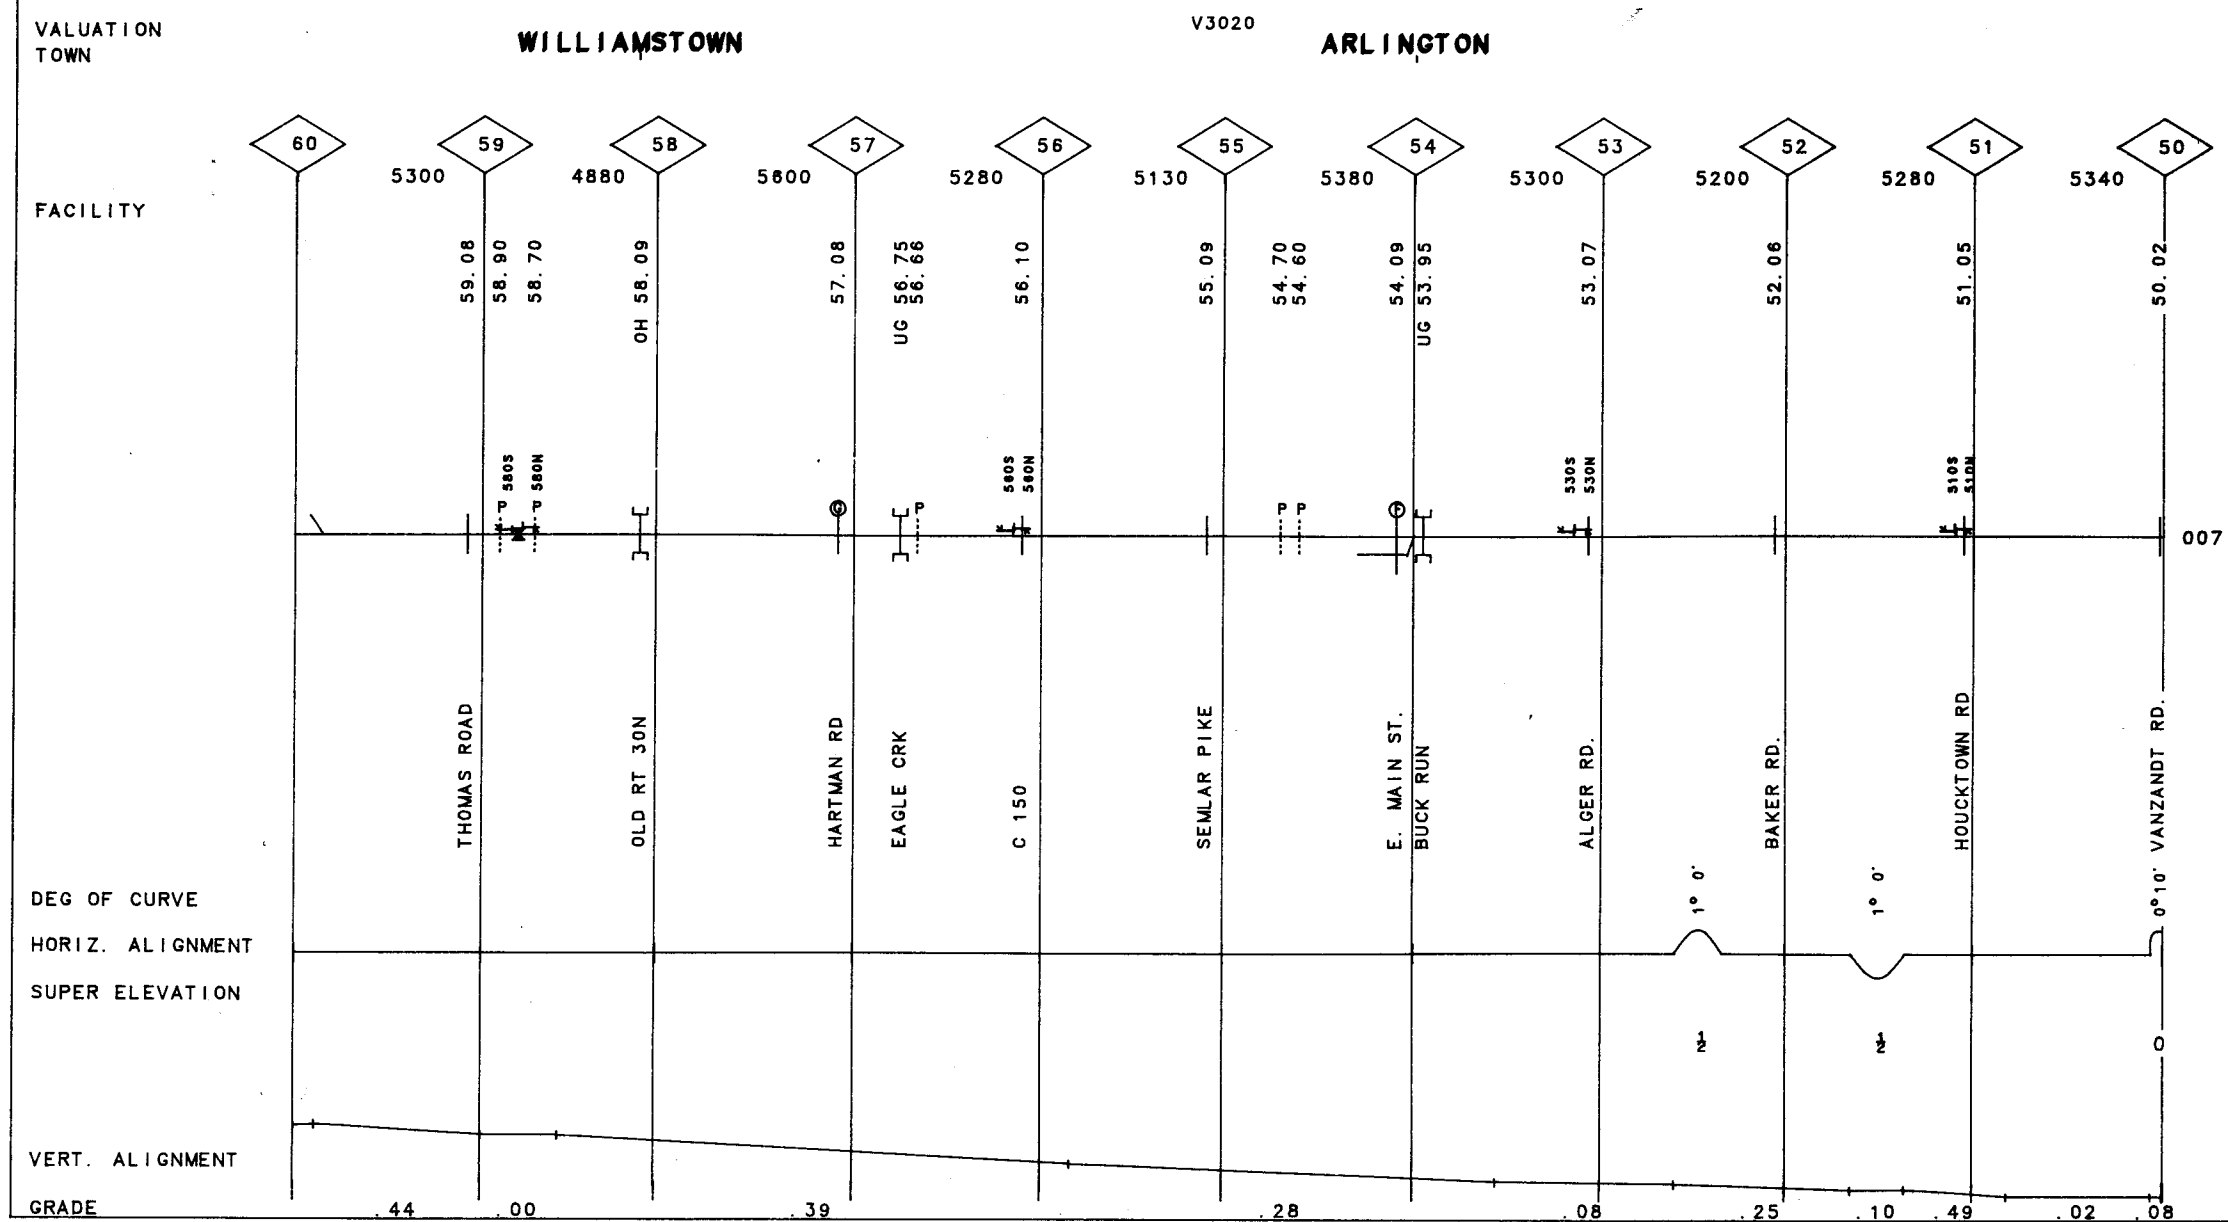 VALUATION V3020
TOWN WILLIAMSTOWN ARLINGTON
60 59 58 57 56 55 54 53 52 51 50
5300 4880 5600 5280 5130 5380 5300 5200 5280 5340
FACILITY
59.08
58.90
58.70
OH 58.09
57.08
UG 56.75
56.66
56.10
55.09
54.70
54.60
54.09
UG 53.95
53.07
52.06
51.05
50.02
580S
580N
560S
560N
530S
530N
510S
510N
P P G P P P F
007
THOMAS ROAD
OLD RT 30N
HARTMAN RD
EAGLE CRK
C 150
SEMLAR PIKE
E. MAIN ST.
BUCK RUN
ALGER RD.
BAKER RD.
HOUCKTOWN RD
VANZANDT RD.
DEG OF CURVE 1° 0' 1° 0' 0°10'
HORIZ. ALIGNMENT
SUPER ELEVATION
1/2 1/2 0
VERT. ALIGNMENT
GRADE .44 .00 .39 .28 .08 .25 .10 .49 .02 .08